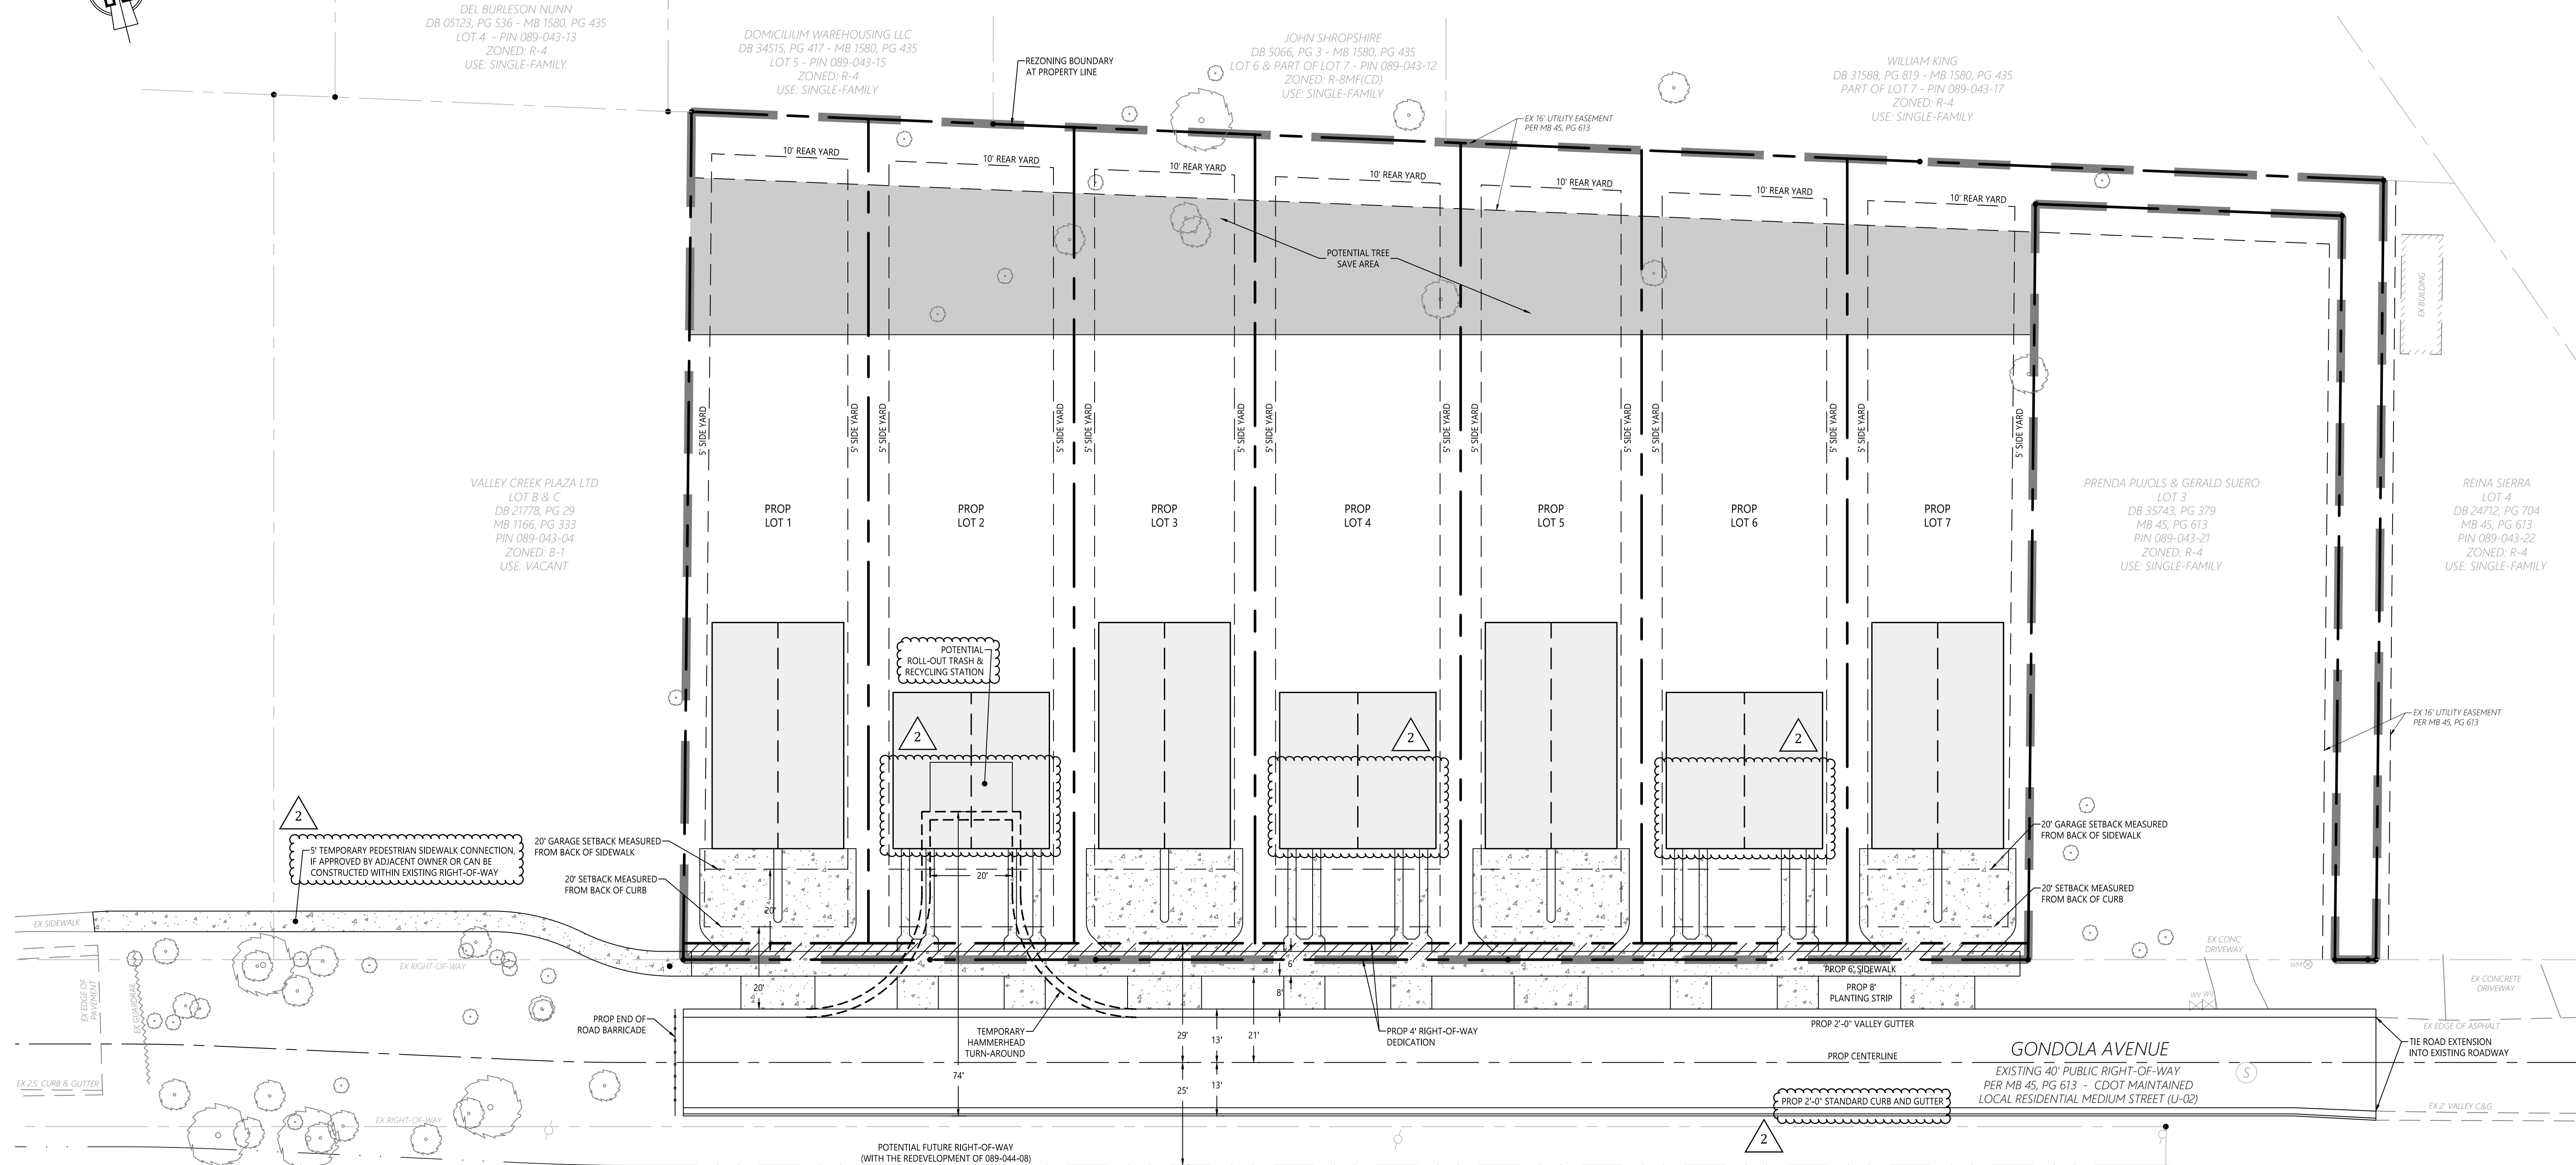 DEL BURLESON NUNN
DB 05123, PG 536 - MB 1580, PG 435
LOT 4 - PIN 089-043-13
ZONED: R-4
USE: SINGLE-FAMILY
DOMICILIUM WAREHOUSING LLC
DB 34515, PG 417 - MB 1580, PG 435
LOT 5 - PIN 089-043-15
ZONED: R-4
USE: SINGLE-FAMILY
REZONING BOUNDARY
AT PROPERTY LINE
JOHN SHROPSHIRE
DB 5066, PG 3 - MB 1580, PG 435
LOT 6 & PART OF LOT 7 - PIN 089-043-12
ZONED: R-8MF(CD)
USE: SINGLE-FAMILY
EX 16' UTILITY EASEMENT
PER MB 45, PG 613
WILLIAM KING
DB 31588, PG 819 - MB 1580, PG 435
PART OF LOT 7 - PIN 089-043-17
ZONED: R-4
USE: SINGLE-FAMILY
10' REAR YARD
10' REAR YARD
10' REAR YARD
10' REAR YARD
10' REAR YARD
10' REAR YARD
10' REAR YARD
POTENTIAL TREE
SAVE AREA
EX BUILDING
5' SIDE YARD
5' SIDE YARD
5' SIDE YARD
5' SIDE YARD
5' SIDE YARD
5' SIDE YARD
5' SIDE YARD
5' SIDE YARD
5' SIDE YARD
5' SIDE YARD
5' SIDE YARD
5' SIDE YARD
5' SIDE YARD
5' SIDE YARD
VALLEY CREEK PLAZA LTD
LOT B & C
DB 21778, PG 29
MB 1166, PG 333
PIN 089-043-04
ZONED: B-1
USE: VACANT
PROP
LOT 1
PROP
LOT 2
PROP
LOT 3
PROP
LOT 4
PROP
LOT 5
PROP
LOT 6
PROP
LOT 7
PRENDA PUJOLS & GERALD SUERO
LOT 3
DB 35743, PG 379
MB 45, PG 613
PIN 089-043-21
ZONED: R-4
USE: SINGLE-FAMILY
REINA SIERRA
LOT 4
DB 24712, PG 704
MB 45, PG 613
PIN 089-043-22
ZONED: R-4
USE: SINGLE-FAMILY
POTENTIAL
ROLL-OUT TRASH &
RECYCLING STATION
2
2
2
EX 16' UTILITY EASEMENT
PER MB 45, PG 613
2
5' TEMPORARY PEDESTRIAN SIDEWALK CONNECTION,
IF APPROVED BY ADJACENT OWNER OR CAN BE
CONSTRUCTED WITHIN EXISTING RIGHT-OF-WAY
20' GARAGE SETBACK MEASURED
FROM BACK OF SIDEWALK
20' SETBACK MEASURED
FROM BACK OF CURB
20' GARAGE SETBACK MEASURED
FROM BACK OF SIDEWALK
20' SETBACK MEASURED
FROM BACK OF CURB
20'
20'
20'
EX SIDEWALK
EX RIGHT-OF-WAY
EX EDGE OF
PAVEMENT
EX GUARDRAIL
EX 2.5' CURB & GUTTER
EX RIGHT-OF-WAY
PROP END OF
ROAD BARRICADE
TEMPORARY
HAMMERHEAD
TURN-AROUND
74'
29'
25'
13'
13'
21'
6'
8'
PROP 4' RIGHT-OF-WAY
DEDICATION
PROP 6' SIDEWALK
PROP 8'
PLANTING STRIP
PROP 2'-0" VALLEY GUTTER
PROP CENTERLINE
EX CONC
DRIVEWAY
WM
WV WV
EX CONCRETE
DRIVEWAY
EX EDGE OF ASPHALT
TIE ROAD EXTENSION
INTO EXISTING ROADWAY
EX 2' VALLEY C&G
GONDOLA AVENUE
EXISTING 40' PUBLIC RIGHT-OF-WAY
PER MB 45, PG 613 - CDOT MAINTAINED
LOCAL RESIDENTIAL MEDIUM STREET (U-02)
S
PROP 2'-0" STANDARD CURB AND GUTTER
2
POTENTIAL FUTURE RIGHT-OF-WAY
(WITH THE REDEVELOPMENT OF 089-044-08)